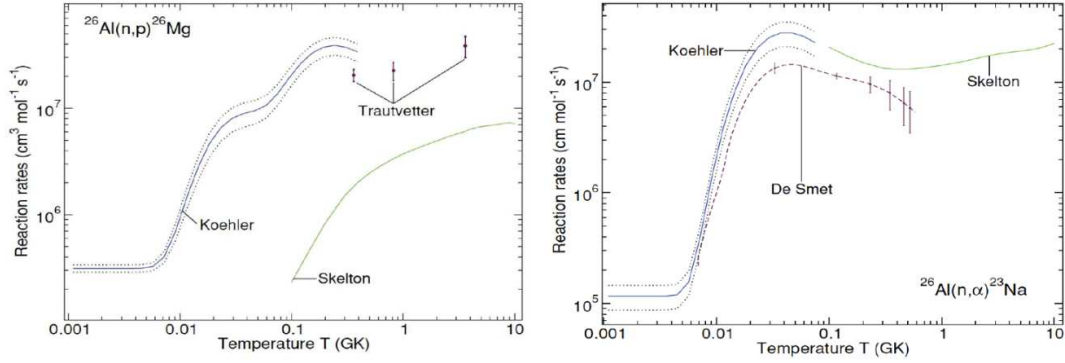 ²⁶Al(n,p)²⁶Mg
Reaction rates (cm³ mol⁻¹ s⁻¹)
10⁷
10⁶
Koehler
Trautvetter
Skelton
0.001
0.01
0.1
1
10
Temperature T (GK)
Reaction rates (cm mol⁻¹ s⁻¹)
10⁷
10⁶
10⁵
Koehler
Skelton
De Smet
²⁶Al(n,α)²³Na
0.001
0.01
0.1
1
10
Temperature T (GK)